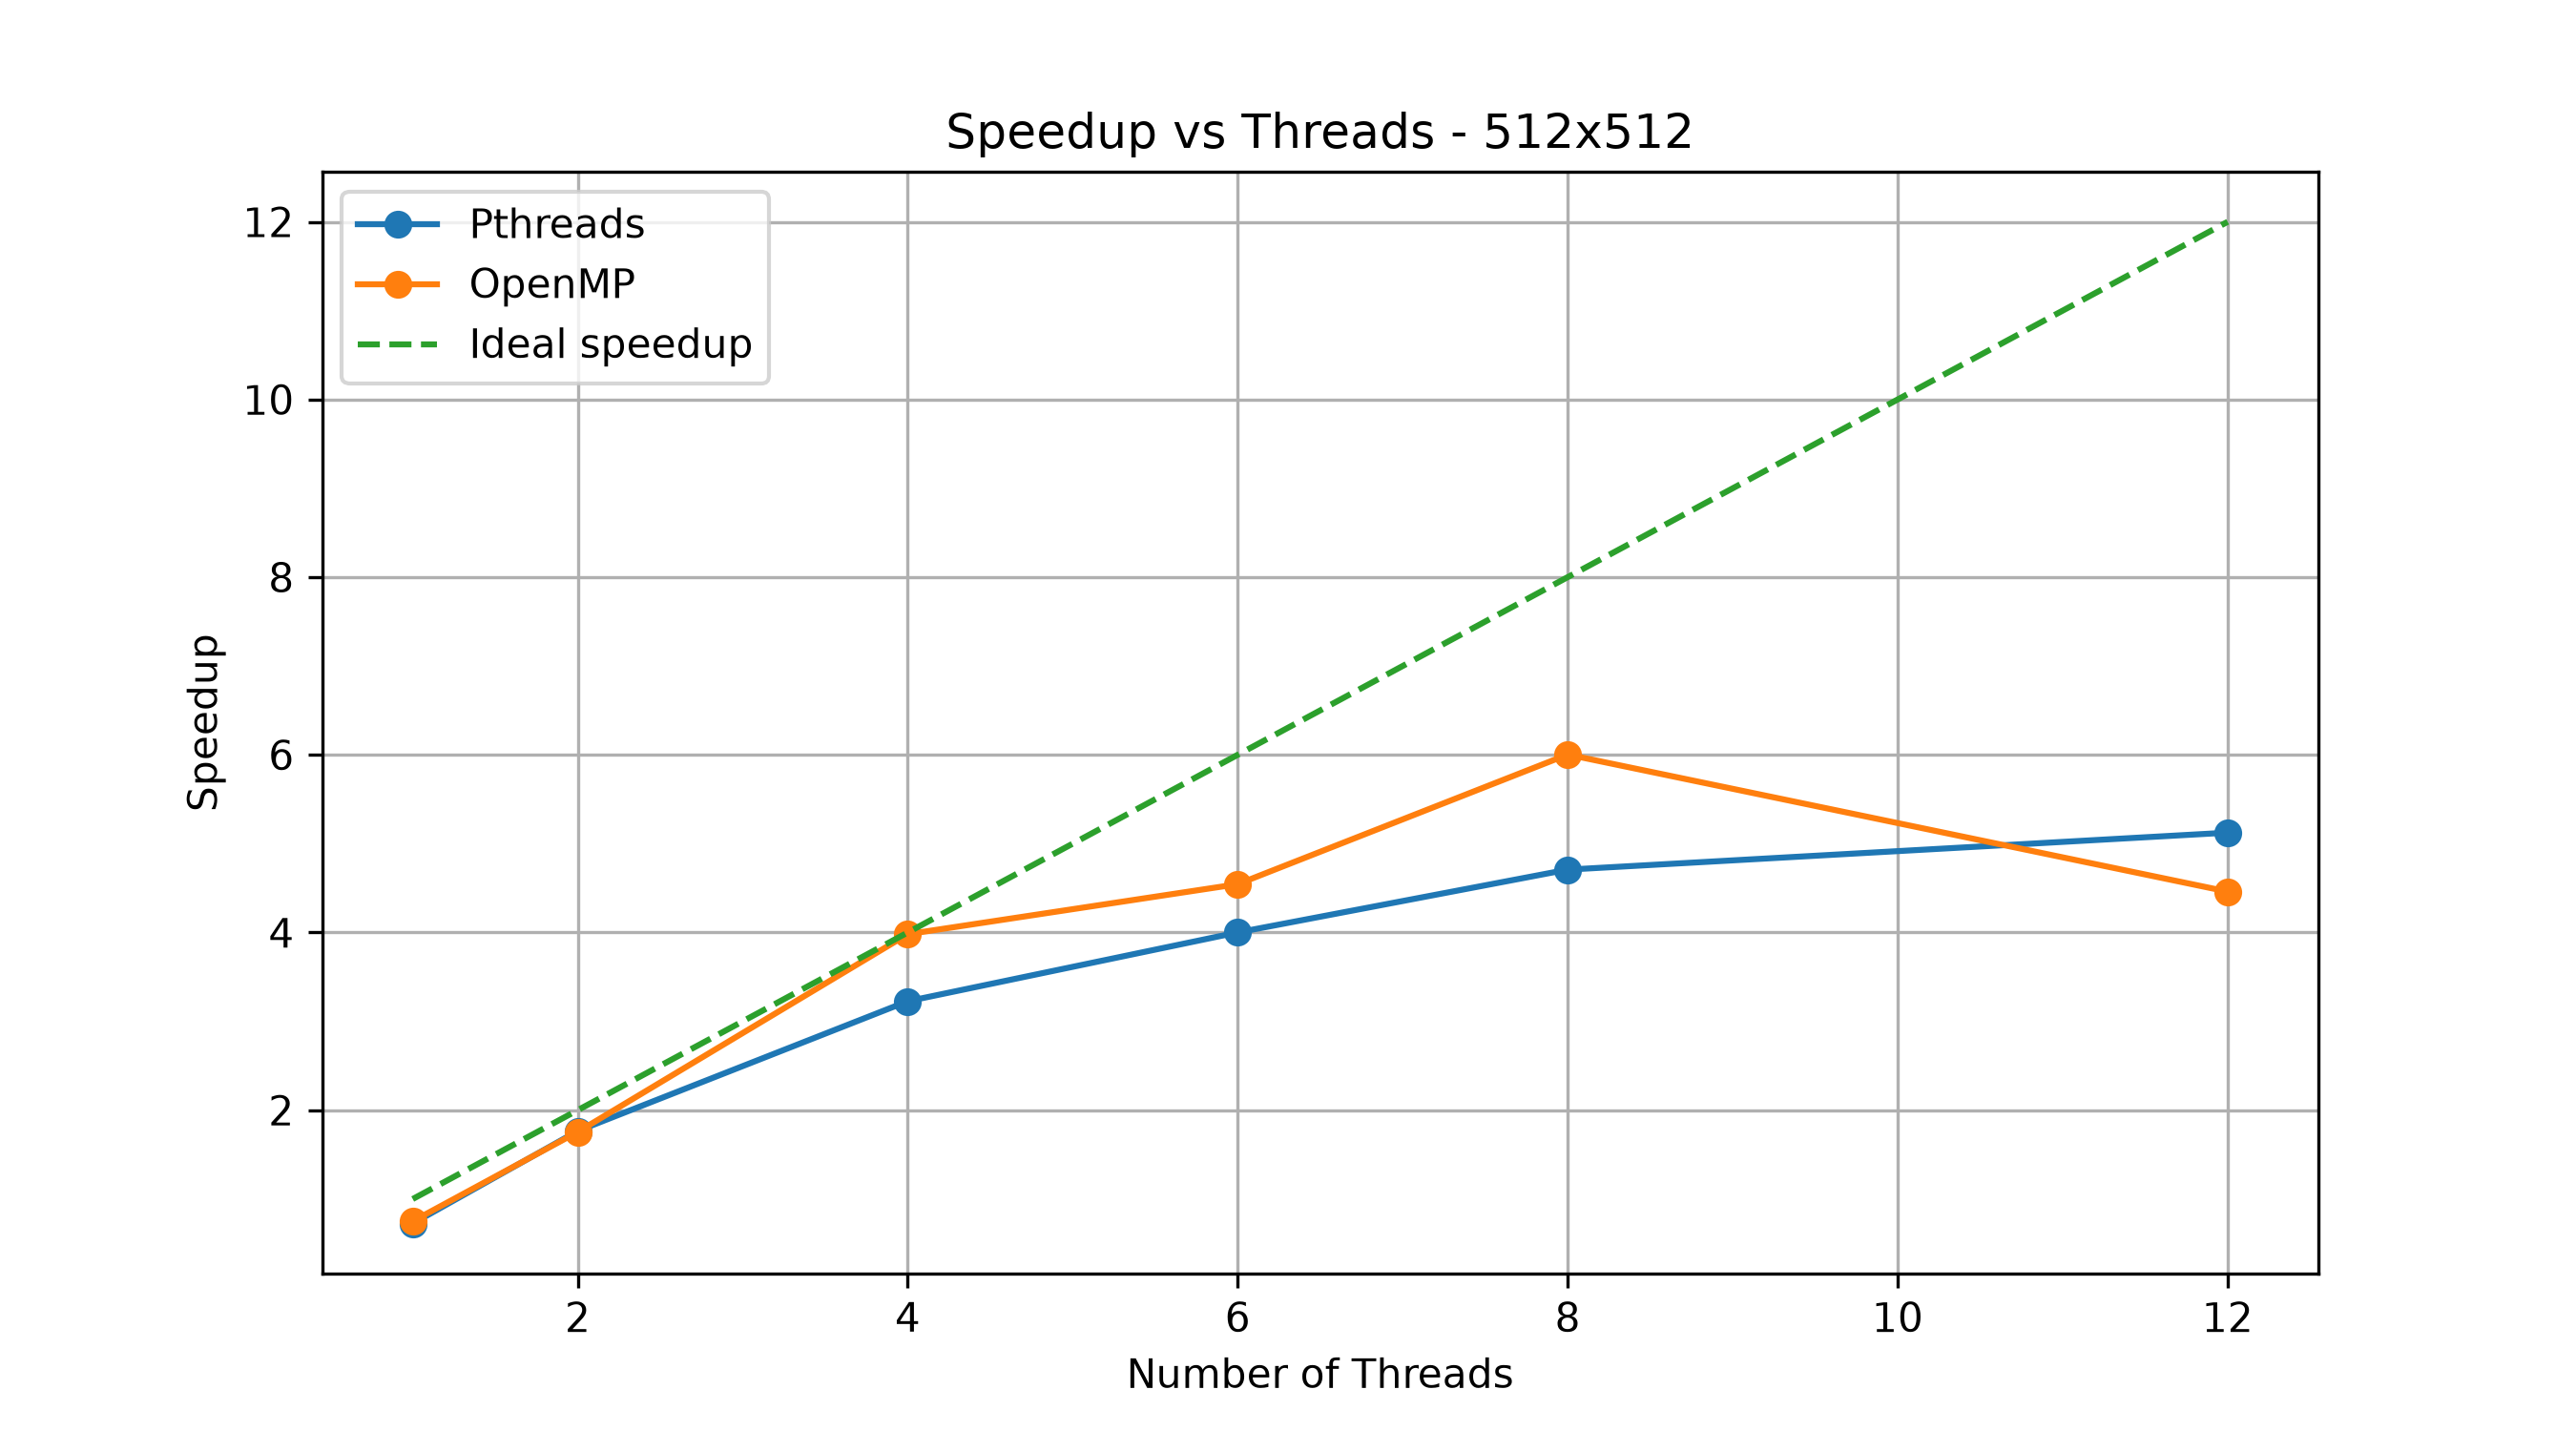 Speedup vs Threads - 512x512
Pthreads
OpenMP
Ideal speedup
12
10
8
6
4
2
Speedup
2 4 6 8 10 12
Number of Threads